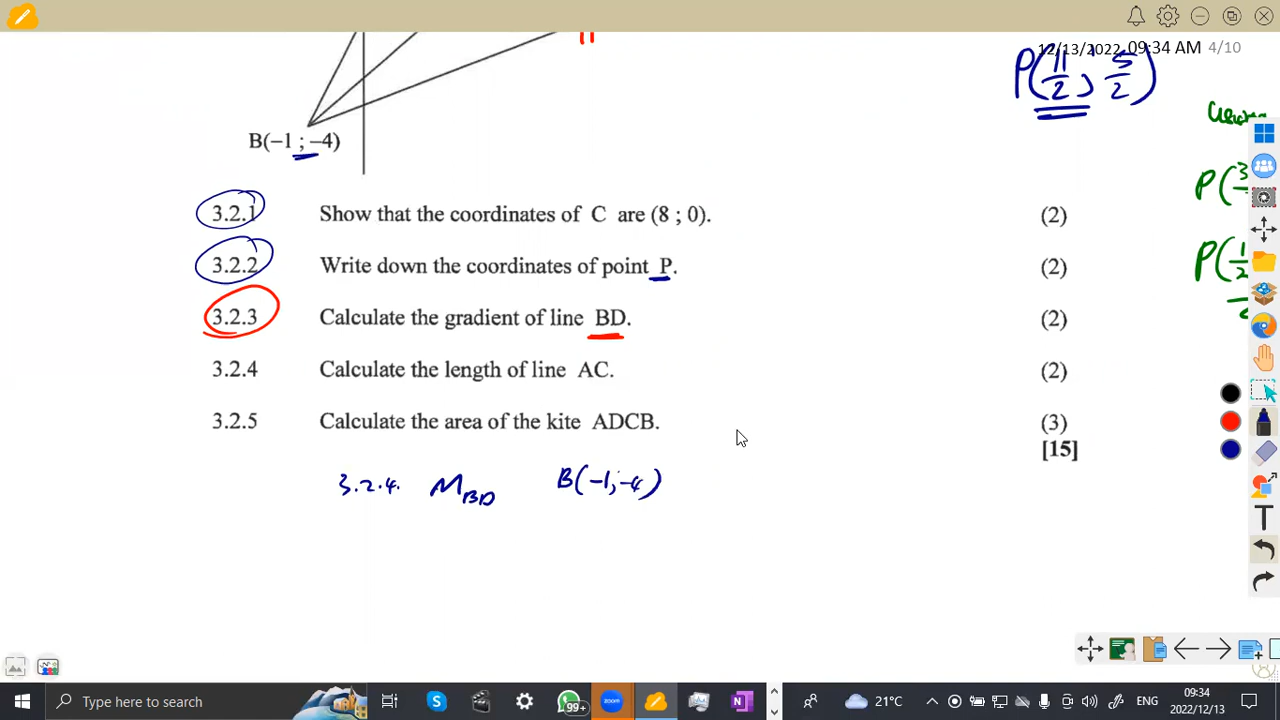 12/13/2022 09:34 AM 4/10
P(11/2 ; 5/2)
B(−1 ; −4)
3.2.1 Show that the coordinates of C are (8 ; 0). (2)
3.2.2 Write down the coordinates of point P. (2)
3.2.3 Calculate the gradient of line BD. (2)
3.2.4 Calculate the length of line AC. (2)
3.2.5 Calculate the area of the kite ADCB. (3)
[15]
3.2.4. M BD B(-1;-4)
Type here to search
99+
21°C
ENG
09:34
2022/12/13